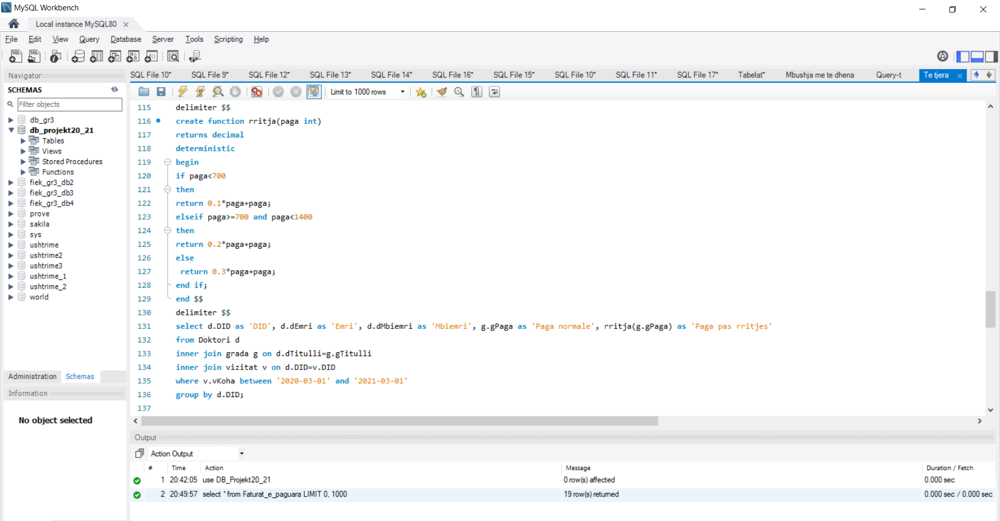 MySQL Workbench
Local instance MySQL80
File Edit View Query Database Server Tools Scripting Help
Navigator
SQL File 10* SQL File 9* SQL File 12* SQL File 13* SQL File 14* SQL File 16* SQL File 15* SQL File 10* SQL File 11* SQL File 17* Tabelat* Mbushja me te dhena Query-t Te tjera
SCHEMAS
Filter objects
db_gr3
db_projekt20_21
Tables
Views
Stored Procedures
Functions
fiek_gr3_db2
fiek_gr3_db3
fiek_gr3_db4
prove
sakila
sys
ushtrime
ushtrime2
ushtrime3
ushtrime_1
ushtrime_2
world
Administration Schemas
Information
No object selected
Limit to 1000 rows
115 delimiter $$
116 create function rritja(paga int)
117 returns decimal
118 deterministic
119 begin
120 if paga<700
121 then
122 return 0.1*paga+paga;
123 elseif paga>=700 and paga<1400
124 then
125 return 0.2*paga+paga;
126 else
127 return 0.3*paga+paga;
128 end if;
129 end $$
130 delimiter $$
131 select d.DID as 'DID', d.dEmri as 'Emri', d.dMbiemri as 'Mbiemri', g.gPaga as 'Paga normale', rritja(g.gPaga) as 'Paga pas rritjes'
132 from Doktori d
133 inner join grada g on d.dTitulli=g.gTitulli
134 inner join vizitat v on d.DID=v.DID
135 where v.vKoha between '2020-03-01' and '2021-03-01'
136 group by d.DID;
137
Output
Action Output
# Time Action Message Duration / Fetch
1 20:42:05 use DB_Projekt20_21 0 row(s) affected 0.000 sec
2 20:49:57 select * from Faturat_e_paguara LIMIT 0, 1000 19 row(s) returned 0.000 sec / 0.000 sec